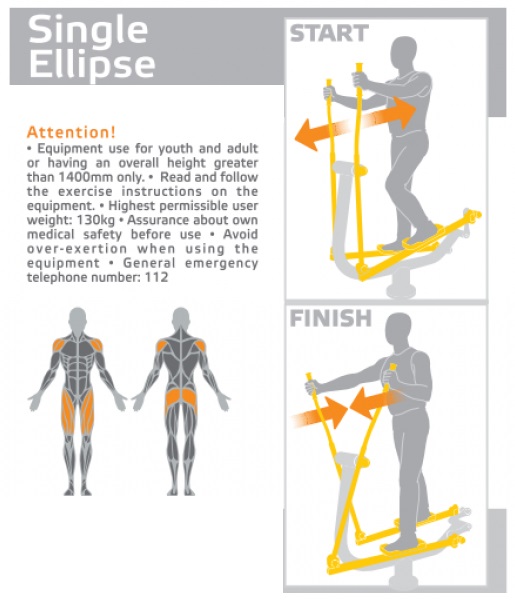 Single
Ellipse
START
Attention!
• Equipment use for youth and adult
or having an overall height greater
than 1400mm only. • Read and follow
the exercise instructions on the
equipment. • Highest permissible user
weight: 130kg • Assurance about own
medical safety before use • Avoid
over-exertion when using the
equipment • General emergency
telephone number: 112
FINISH